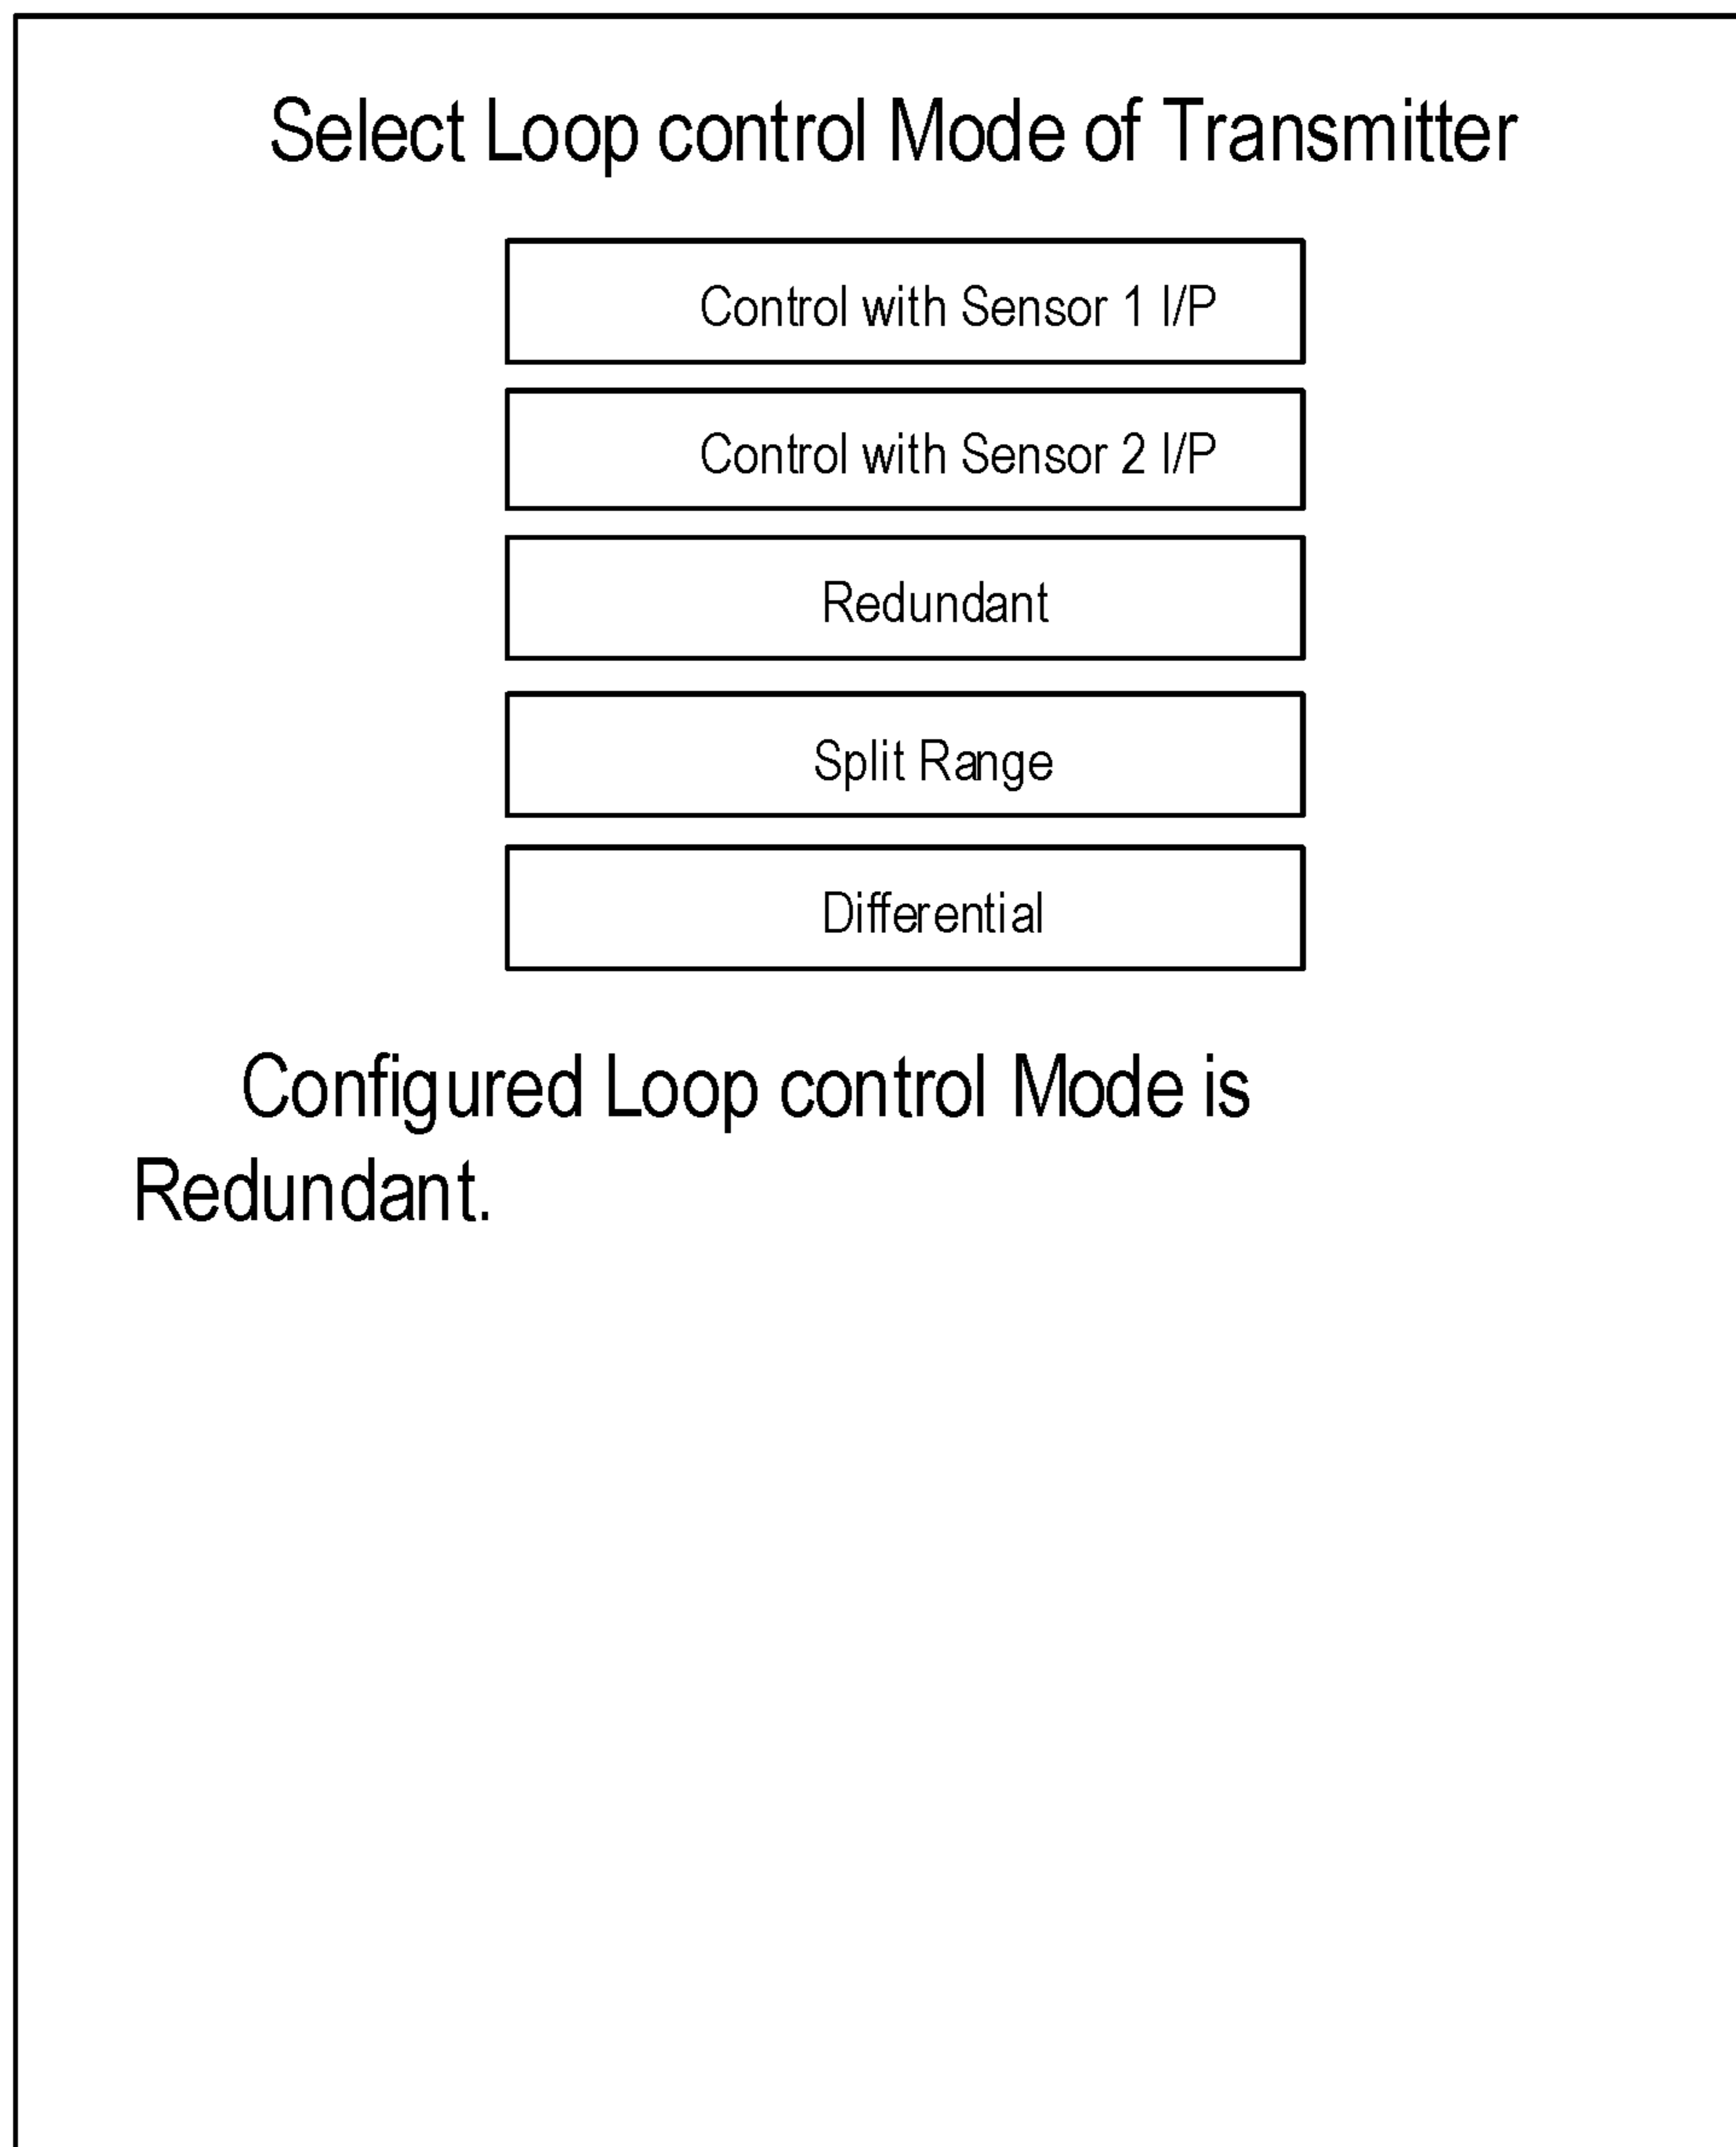 Select Loop control Mode of Transmitter
Control with Sensor 1 I/P
Control with Sensor 2 I/P
Redundant
Split Range
Differential
Configured Loop control Mode is
Redundant.